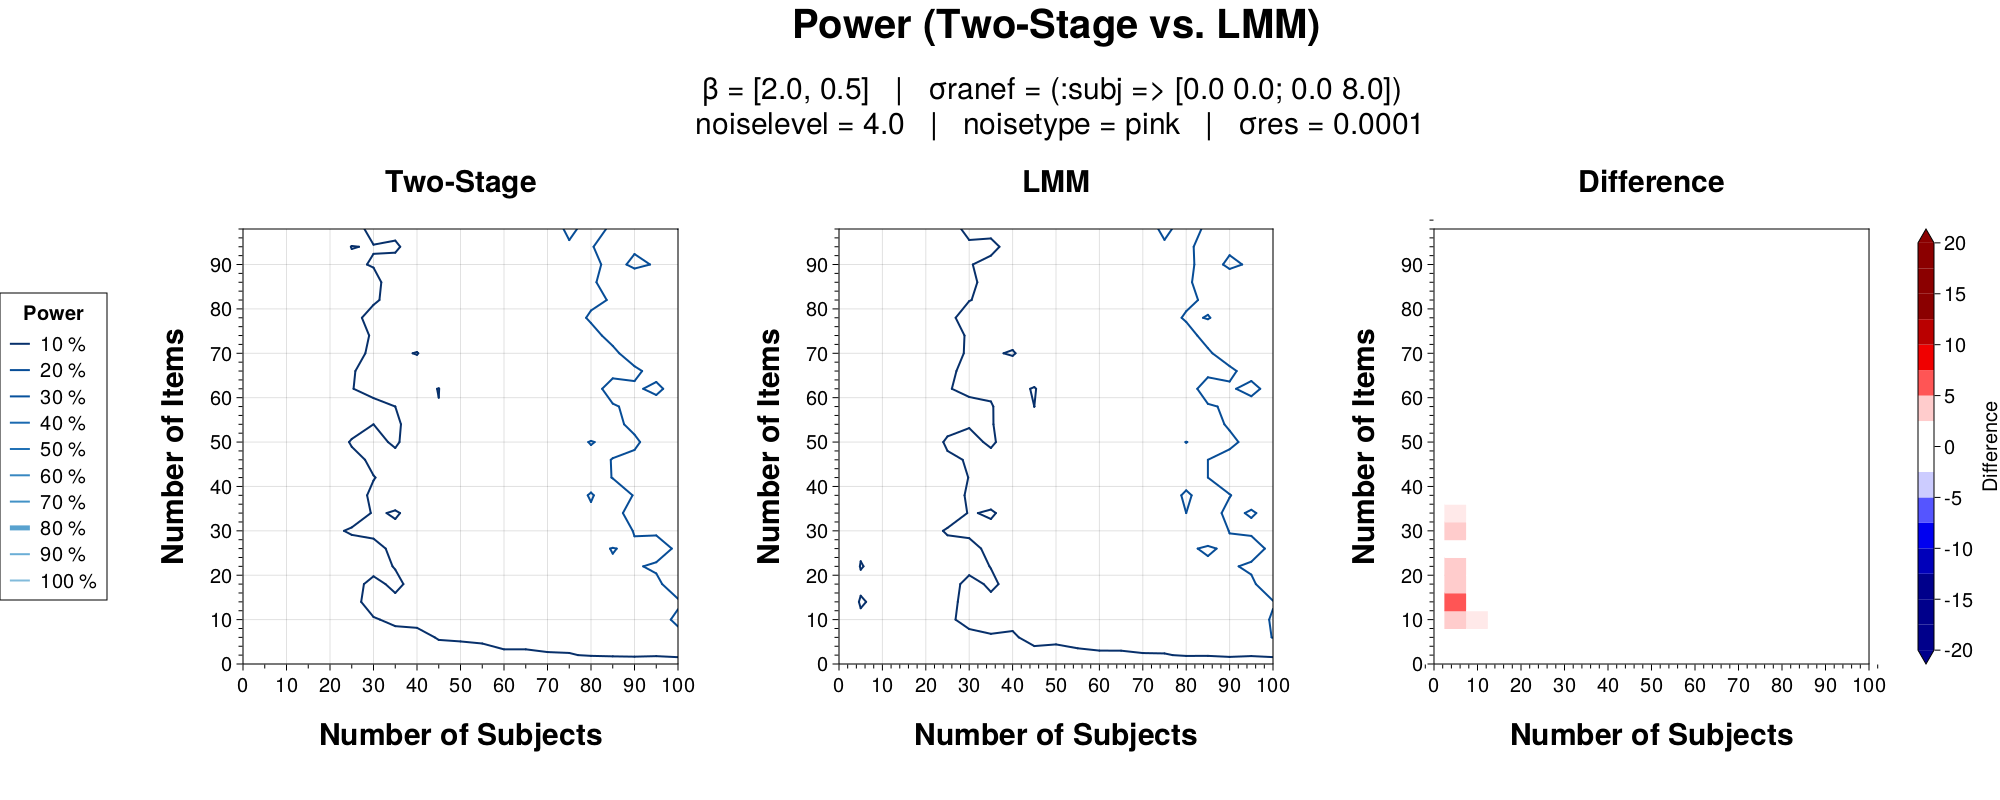 Power (Two-Stage vs. LMM)
β = [2.0, 0.5] | σranef = (:subj => [0.0 0.0; 0.0 8.0])
noiselevel = 4.0 | noisetype = pink | σres = 0.0001
Power
10 %
20 %
30 %
40 %
50 %
60 %
70 %
80 %
90 %
100 %
Two-Stage
Number of Items
90
80
70
60
50
40
30
20
10
0
0 10 20 30 40 50 60 70 80 90 100
Number of Subjects
LMM
Number of Items
90
80
70
60
50
40
30
20
10
0
0 10 20 30 40 50 60 70 80 90 100
Number of Subjects
Difference
Number of Items
90
80
70
60
50
40
30
20
10
0
0 10 20 30 40 50 60 70 80 90 100
Number of Subjects
20
15
10
5
0
-5
-10
-15
-20
Difference